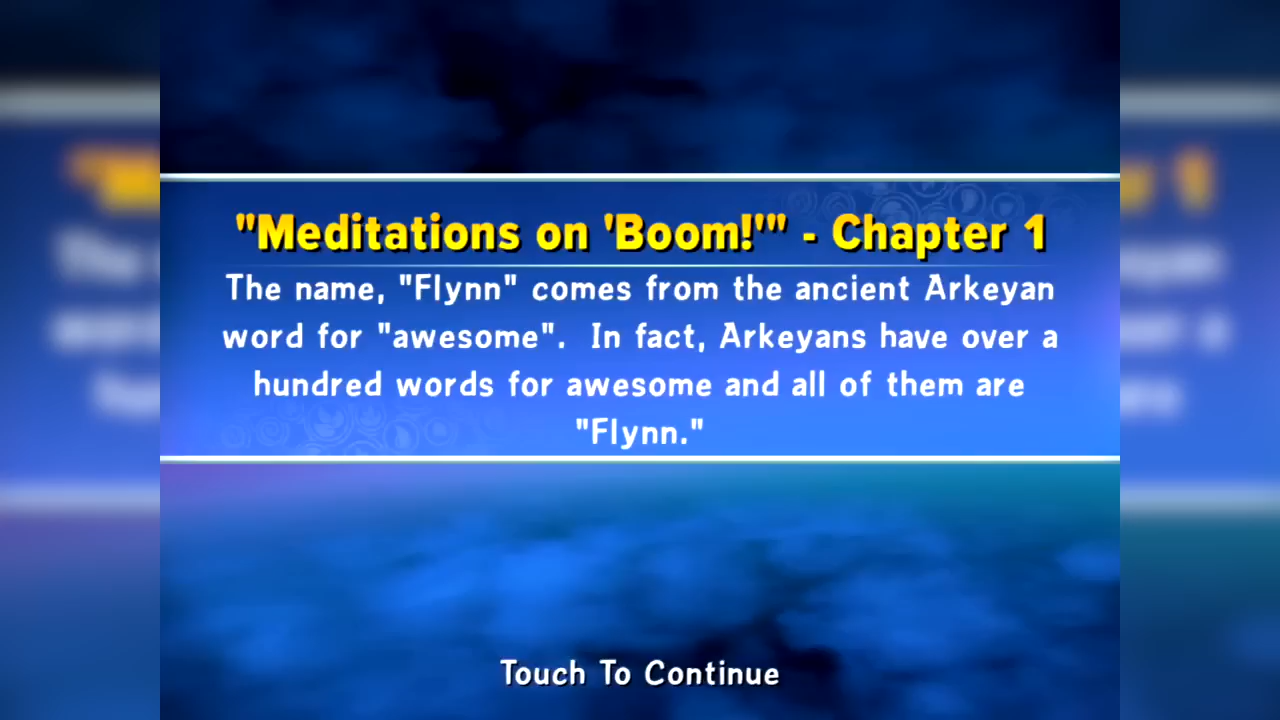 "Meditations on 'Boom!'" - Chapter 1
The name, "Flynn" comes from the ancient Arkeyan
word for "awesome".  In fact, Arkeyans have over a
hundred words for awesome and all of them are
"Flynn."
Touch To Continue